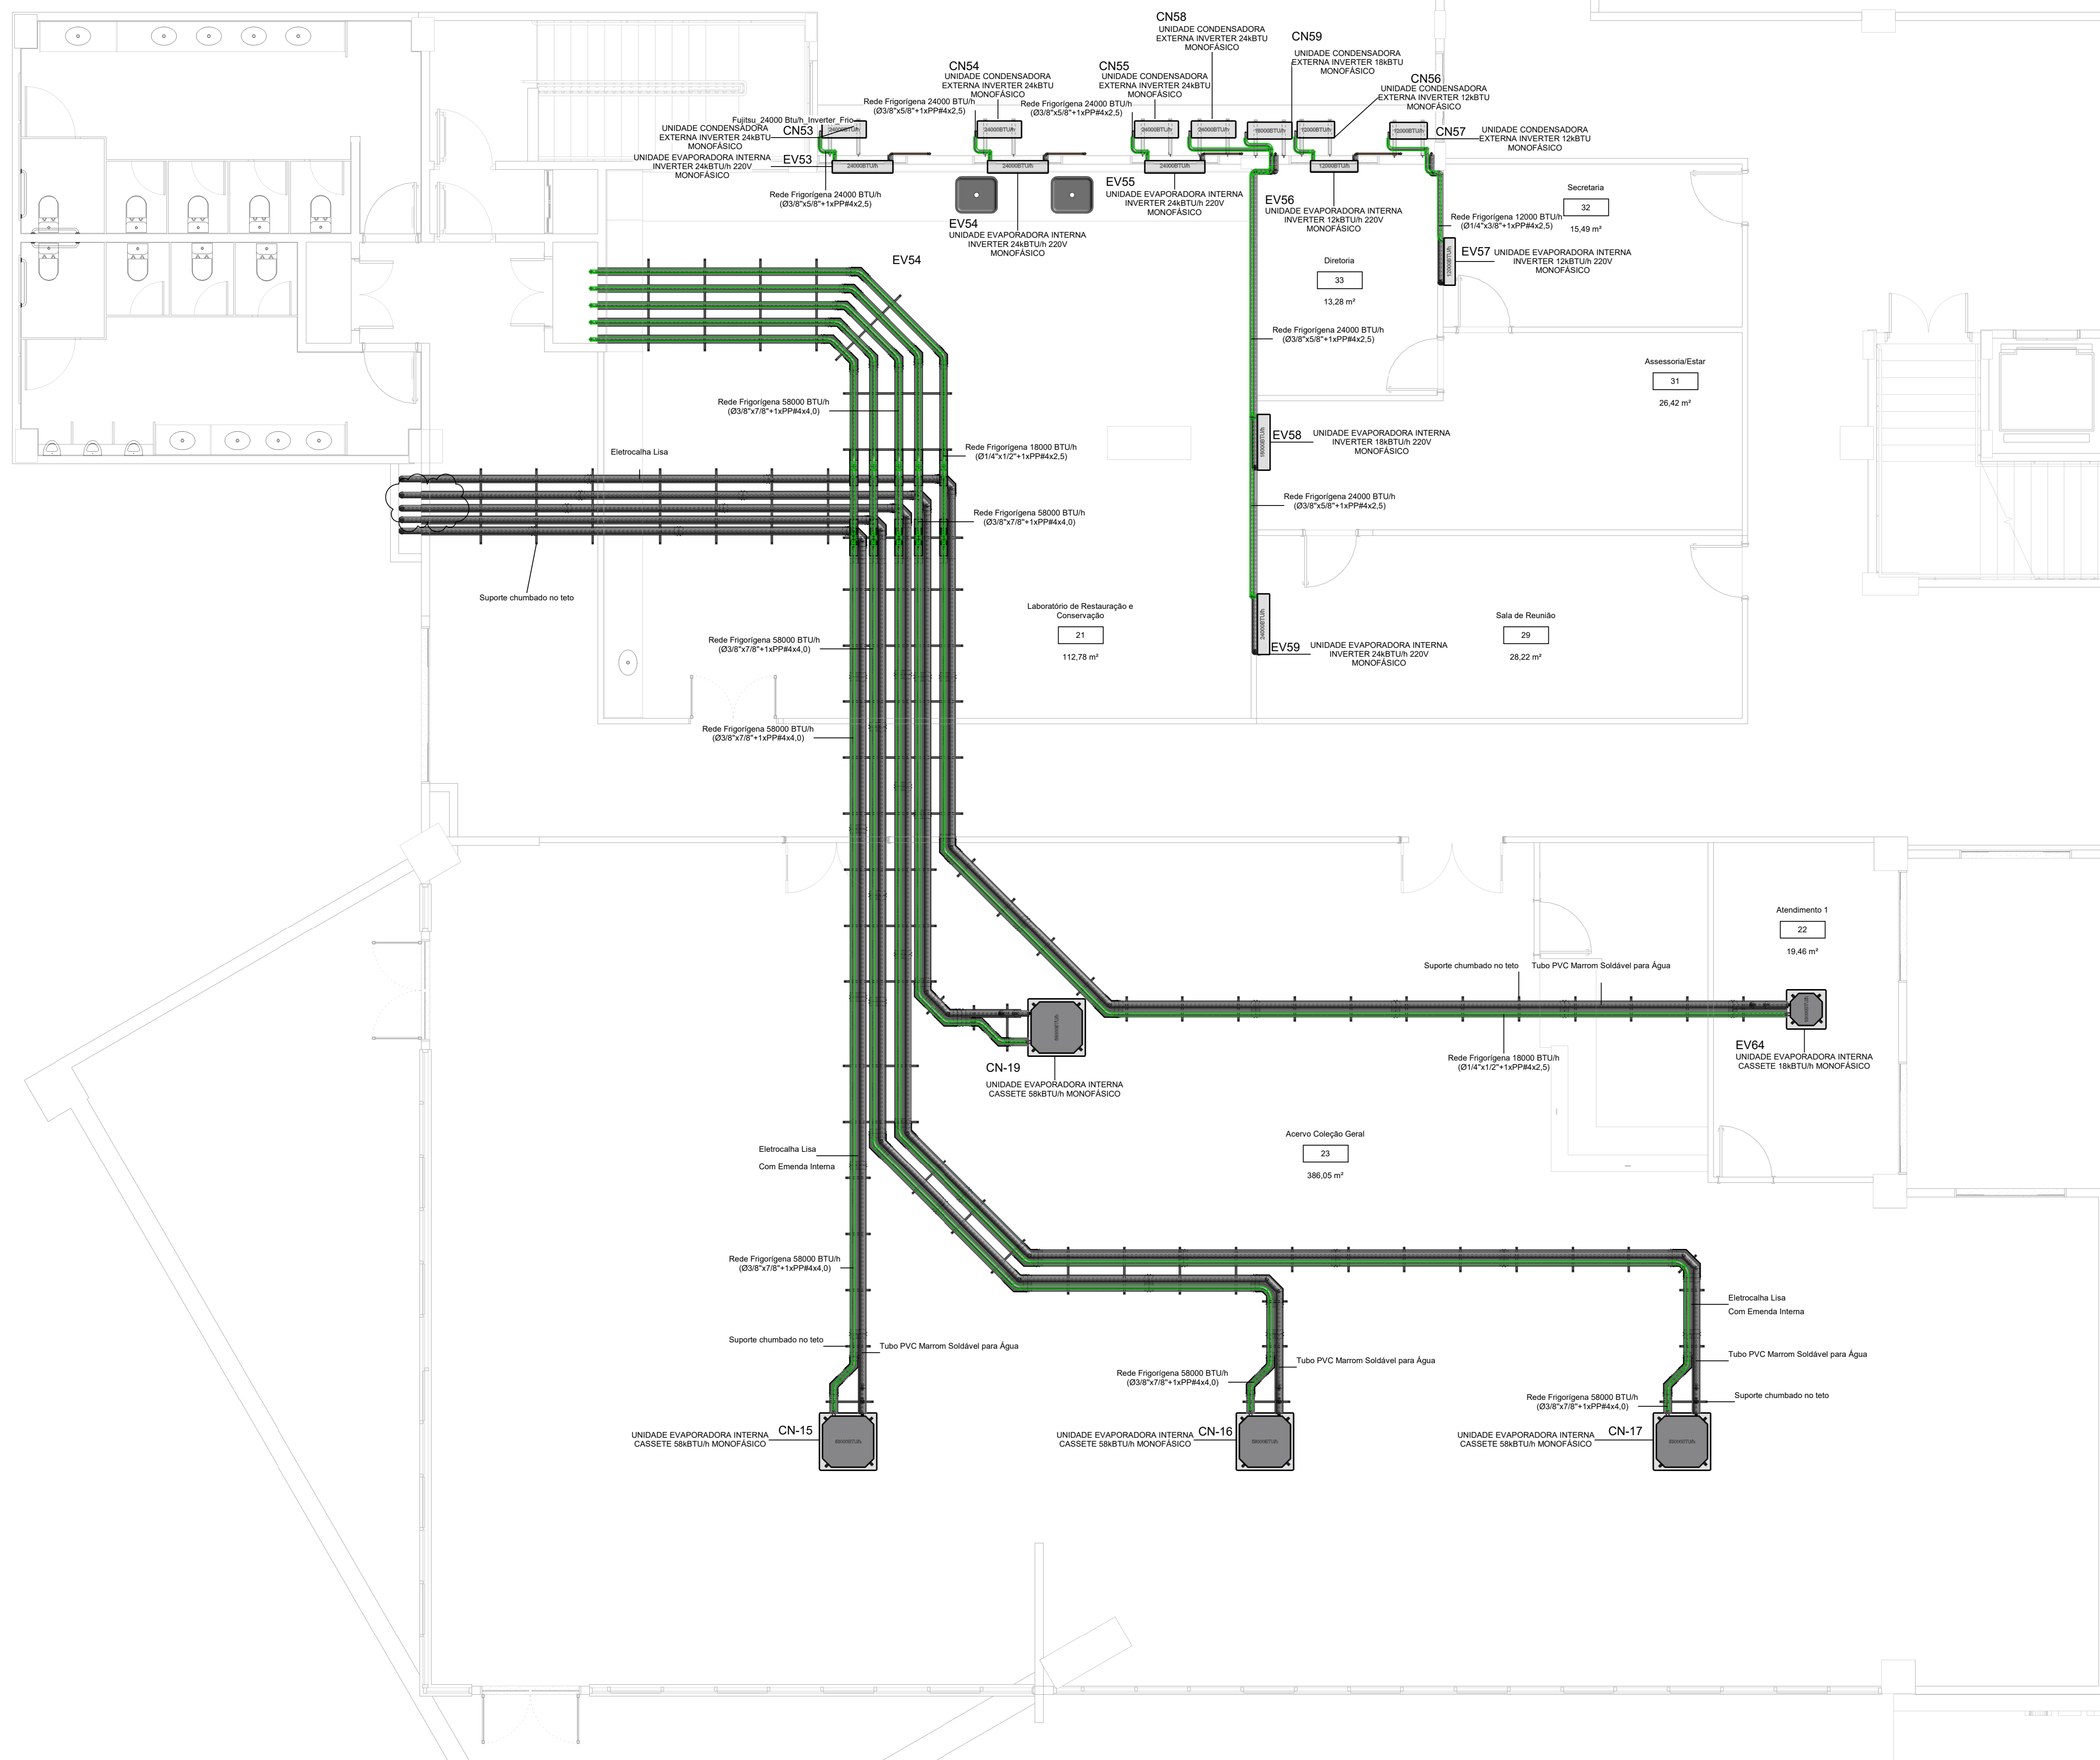 CN58
UNIDADE CONDENSADORA
EXTERNA INVERTER 24kBTU
MONOFÁSICO
CN59
UNIDADE CONDENSADORA
EXTERNA INVERTER 18kBTU
MONOFÁSICO
CN54
UNIDADE CONDENSADORA
EXTERNA INVERTER 24kBTU
MONOFÁSICO
CN55
UNIDADE CONDENSADORA
EXTERNA INVERTER 24kBTU
MONOFÁSICO
CN56
UNIDADE CONDENSADORA
EXTERNA INVERTER 12kBTU
MONOFÁSICO
Rede Frigorígena 24000 BTU/h
(Ø3/8"x5/8"+1xPP#4x2,5)
Rede Frigorígena 24000 BTU/h
(Ø3/8"x5/8"+1xPP#4x2,5)
Fujitsu_24000 Btu/h_Inverter_Frio
CN53
UNIDADE CONDENSADORA
EXTERNA INVERTER 24kBTU
MONOFÁSICO
24000BTU/h
24000BTU/h
24000BTU/h
24000BTU/h
18000BTU/h
12000BTU/h
12000BTU/h
CN57
UNIDADE CONDENSADORA
EXTERNA INVERTER 12kBTU
MONOFÁSICO
EV53
UNIDADE EVAPORADORA INTERNA
INVERTER 24kBTU/h 220V
MONOFÁSICO
24000BTU/h
24000BTU/h
24000BTU/h
12000BTU/h
Rede Frigorígena 24000 BTU/h
(Ø3/8"x5/8"+1xPP#4x2,5)
EV54
UNIDADE EVAPORADORA INTERNA
INVERTER 24kBTU/h 220V
MONOFÁSICO
EV55
UNIDADE EVAPORADORA INTERNA
INVERTER 24kBTU/h 220V
MONOFÁSICO
EV56
UNIDADE EVAPORADORA INTERNA
INVERTER 12kBTU/h 220V
MONOFÁSICO
Secretaria
32
15,49 m²
Rede Frigorígena 12000 BTU/h
(Ø1/4"x3/8"+1xPP#4x2,5)
EV57
UNIDADE EVAPORADORA INTERNA
INVERTER 12kBTU/h 220V
MONOFÁSICO
12000BTU/h
EV54
Diretoria
33
13,28 m²
Rede Frigorígena 24000 BTU/h
(Ø3/8"x5/8"+1xPP#4x2,5)
Assessoria/Estar
31
26,42 m²
Rede Frigorígena 58000 BTU/h
(Ø3/8"x7/8"+1xPP#4x4,0)
Rede Frigorígena 18000 BTU/h
(Ø1/4"x1/2"+1xPP#4x2,5)
Eletrocalha Lisa
EV58
UNIDADE EVAPORADORA INTERNA
INVERTER 18kBTU/h 220V
MONOFÁSICO
18000BTU/h
Rede Frigorígena 24000 BTU/h
(Ø3/8"x5/8"+1xPP#4x2,5)
Rede Frigorígena 58000 BTU/h
(Ø3/8"x7/8"+1xPP#4x4,0)
Suporte chumbado no teto
Laboratório de Restauração e
Conservação
21
112,78 m²
Sala de Reunião
29
28,22 m²
24000BTU/h
EV59
UNIDADE EVAPORADORA INTERNA
INVERTER 24kBTU/h 220V
MONOFÁSICO
Rede Frigorígena 58000 BTU/h
(Ø3/8"x7/8"+1xPP#4x4,0)
Rede Frigorígena 58000 BTU/h
(Ø3/8"x7/8"+1xPP#4x4,0)
Atendimento 1
22
19,46 m²
Suporte chumbado no teto
Tubo PVC Marrom Soldável para Água
EV64
UNIDADE EVAPORADORA INTERNA
CASSETE 18kBTU/h MONOFÁSICO
Rede Frigorígena 18000 BTU/h
(Ø1/4"x1/2"+1xPP#4x2,5)
CN-19
UNIDADE EVAPORADORA INTERNA
CASSETE 58kBTU/h MONOFÁSICO
Acervo Coleção Geral
23
386,05 m²
Eletrocalha Lisa
Com Emenda Interna
Rede Frigorígena 58000 BTU/h
(Ø3/8"x7/8"+1xPP#4x4,0)
Eletrocalha Lisa
Com Emenda Interna
Suporte chumbado no teto
Tubo PVC Marrom Soldável para Água
Tubo PVC Marrom Soldável para Água
Tubo PVC Marrom Soldável para Água
Rede Frigorígena 58000 BTU/h
(Ø3/8"x7/8"+1xPP#4x4,0)
Rede Frigorígena 58000 BTU/h
(Ø3/8"x7/8"+1xPP#4x4,0)
Suporte chumbado no teto
CN-15
UNIDADE EVAPORADORA INTERNA
CASSETE 58kBTU/h MONOFÁSICO
CN-16
UNIDADE EVAPORADORA INTERNA
CASSETE 58kBTU/h MONOFÁSICO
CN-17
UNIDADE EVAPORADORA INTERNA
CASSETE 58kBTU/h MONOFÁSICO